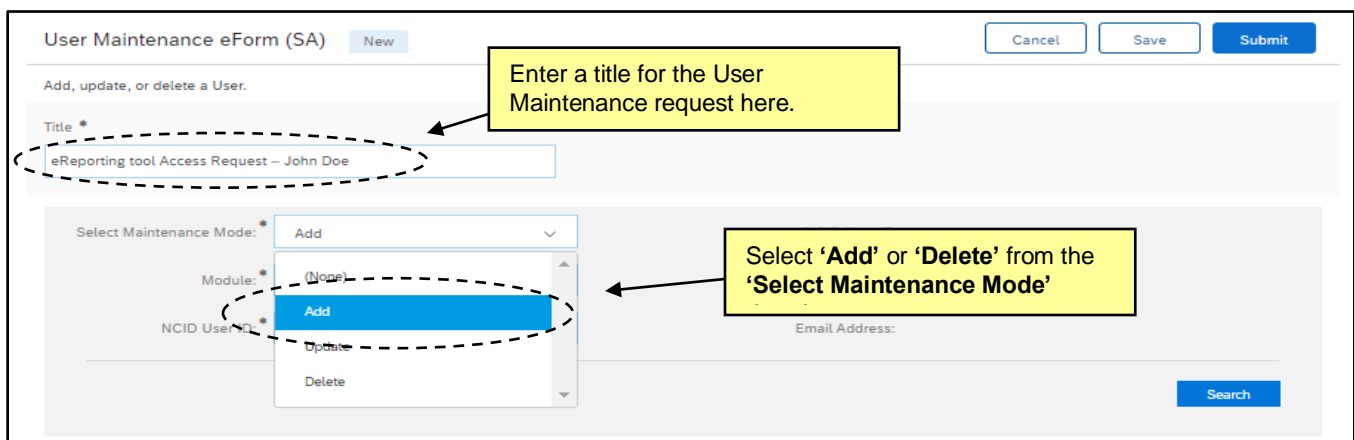 User Maintenance eForm (SA) New Cancel Save Submit
Enter a title for the User
Maintenance request here.
Add, update, or delete a User.
Title *
eReporting tool Access Request – John Doe
Select Maintenance Mode: * Add
Select ‘Add’ or ‘Delete’ from the
‘Select Maintenance Mode’
Module: * (None)
Add
NCID User ID: * Email Address:
Update
Delete
Search